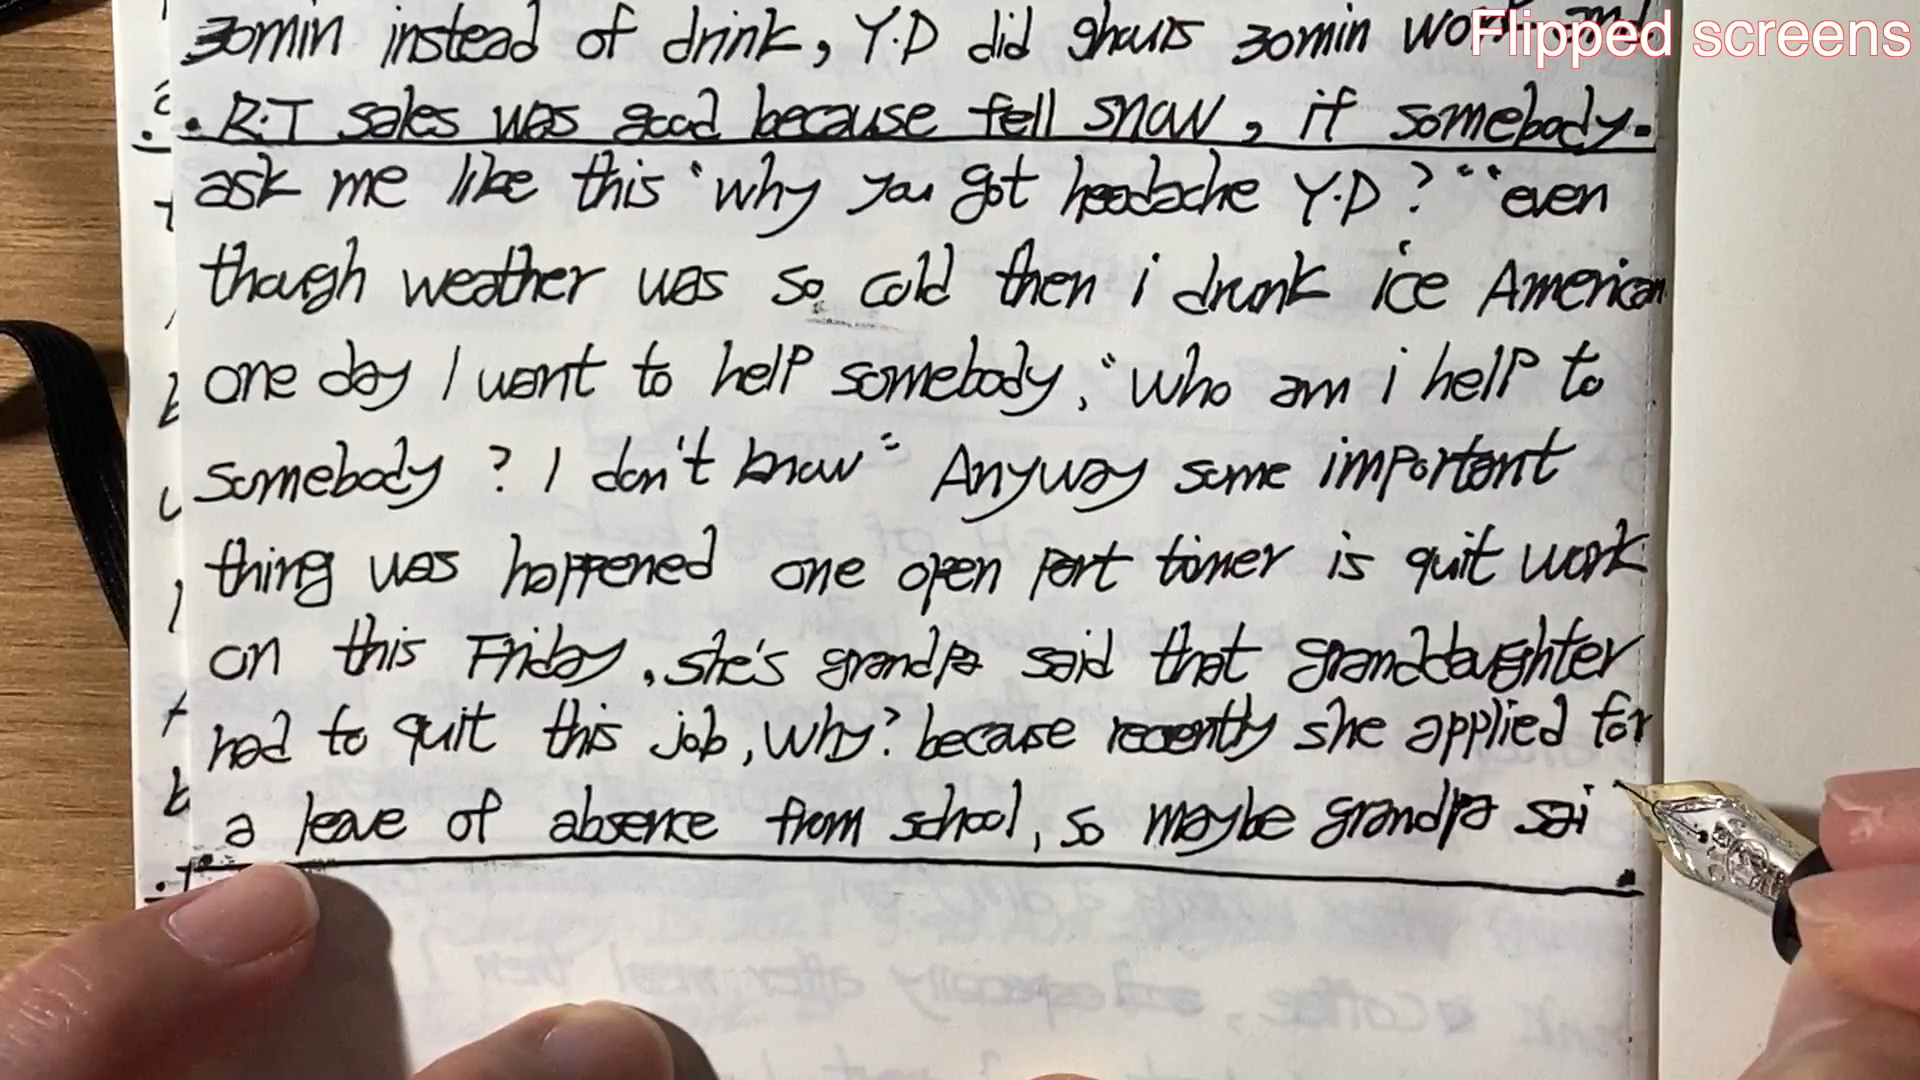 Flipped screens
30min instead of drink, Y.D did 9hours 30min work and
• R.T sales was good because fell snow, if somebody.
ask me like this "why you got headache Y.D?" "even
though weather was so cold then i drunk ice American
one day I want to help somebody, "who am i help to
somebody? I don't know" Anyway some important
thing was happened one open part timer is quit work
on this Friday, she's grandpa said that granddaughter
had to quit this job, why? because recently she applied for
a leave of absence from school, so maybe grandpa sai